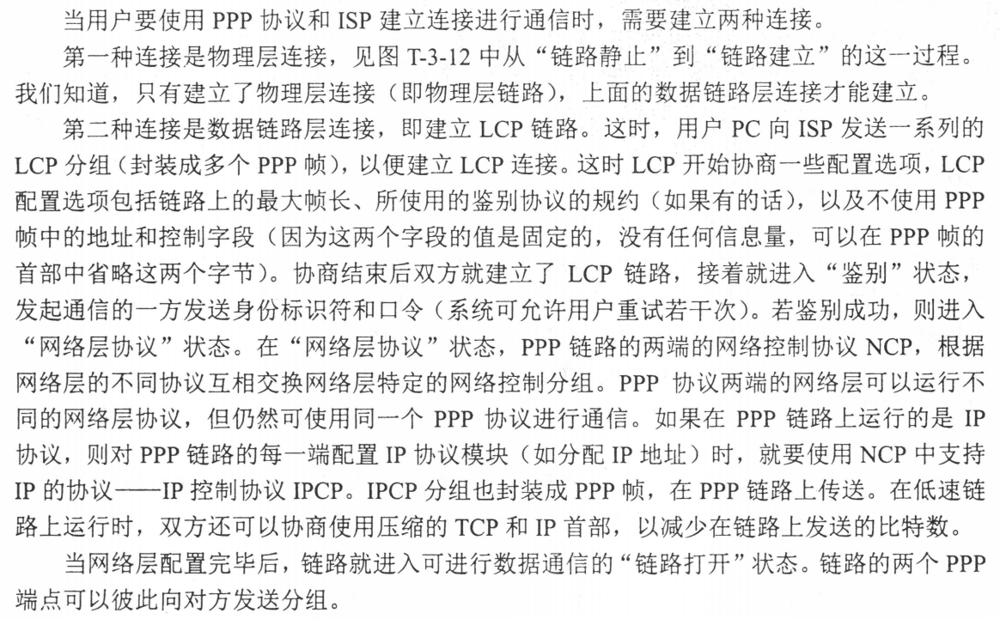 当用户要使用 PPP 协议和 ISP 建立连接进行通信时，需要建立两种连接。
第一种连接是物理层连接，见图 T-3-12 中从“链路静止”到“链路建立”的这一过程。
我们知道，只有建立了物理层连接（即物理层链路），上面的数据链路层连接才能建立。
第二种连接是数据链路层连接，即建立 LCP 链路。这时，用户 PC 向 ISP 发送一系列的
LCP 分组（封装成多个 PPP 帧），以便建立 LCP 连接。这时 LCP 开始协商一些配置选项，LCP
配置选项包括链路上的最大帧长、所使用的鉴别协议的规约（如果有的话），以及不使用 PPP
帧中的地址和控制字段（因为这两个字段的值是固定的，没有任何信息量，可以在 PPP 帧的
首部中省略这两个字节）。协商结束后双方就建立了 LCP 链路，接着就进入“鉴别”状态，
发起通信的一方发送身份标识符和口令（系统可允许用户重试若干次）。若鉴别成功，则进入
“网络层协议”状态。在“网络层协议”状态，PPP 链路的两端的网络控制协议 NCP，根据
网络层的不同协议互相交换网络层特定的网络控制分组。PPP 协议两端的网络层可以运行不
同的网络层协议，但仍然可使用同一个 PPP 协议进行通信。如果在 PPP 链路上运行的是 IP
协议，则对 PPP 链路的每一端配置 IP 协议模块（如分配 IP 地址）时，就要使用 NCP 中支持
IP 的协议——IP 控制协议 IPCP。IPCP 分组也封装成 PPP 帧，在 PPP 链路上传送。在低速链
路上运行时，双方还可以协商使用压缩的 TCP 和 IP 首部，以减少在链路上发送的比特数。
当网络层配置完毕后，链路就进入可进行数据通信的“链路打开”状态。链路的两个 PPP
端点可以彼此向对方发送分组。